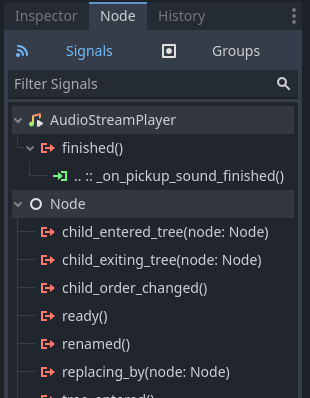 Inspector Node History
Signals Groups
Filter Signals
AudioStreamPlayer
finished()
.. :: _on_pickup_sound_finished()
Node
child_entered_tree(node: Node)
child_exiting_tree(node: Node)
child_order_changed()
ready()
renamed()
replacing_by(node: Node)
tree_entered()